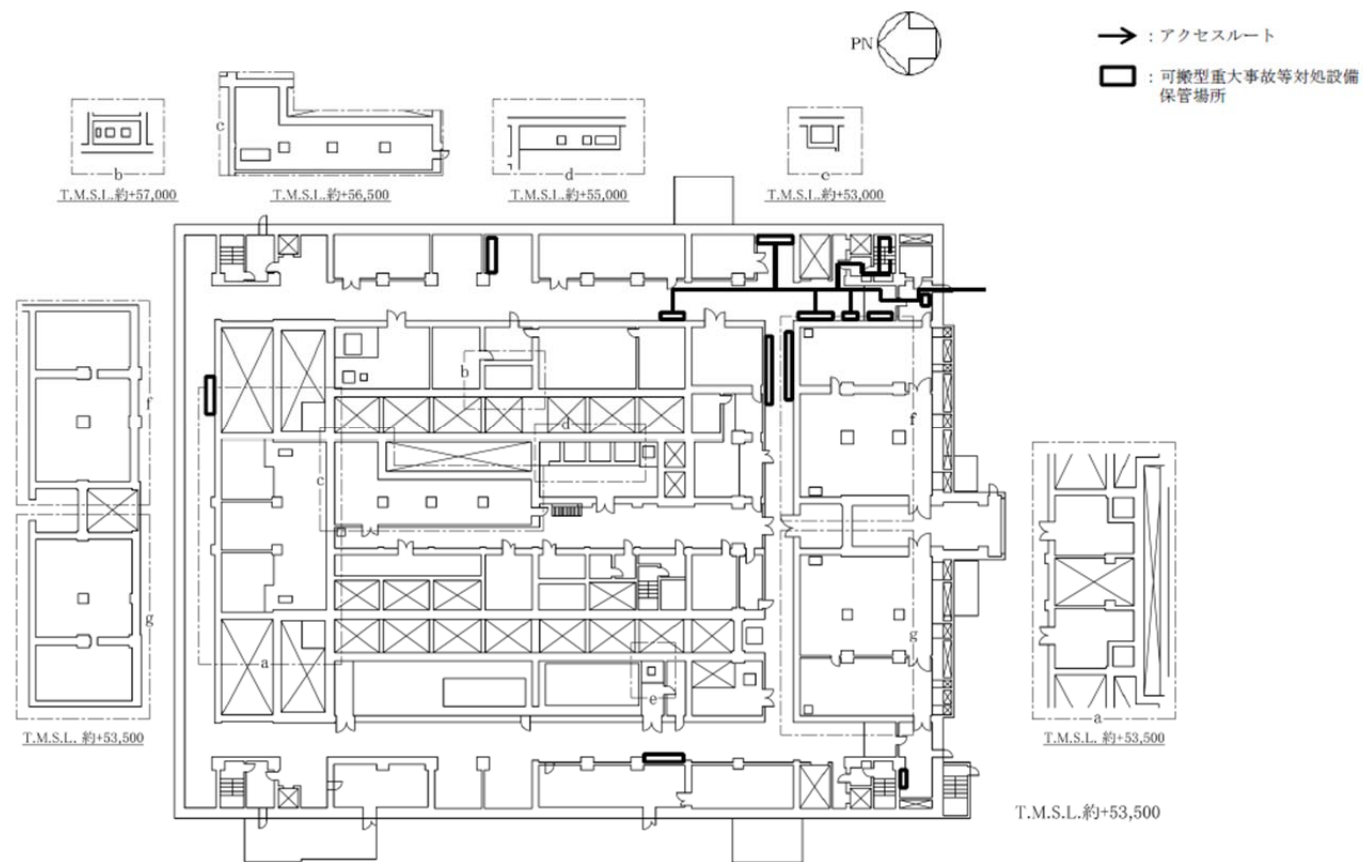 PN
→ : アクセスルート
: 可搬型重大事故等対処設備
保管場所
b
T.M.S.L.約+57,000
c
T.M.S.L.約+56,500
d
T.M.S.L.約+55,000
e
T.M.S.L.約+53,000
f
g
T.M.S.L. 約+53,500
b
d
c
f
a
e
g
a
T.M.S.L. 約+53,500
T.M.S.L.約+53,500